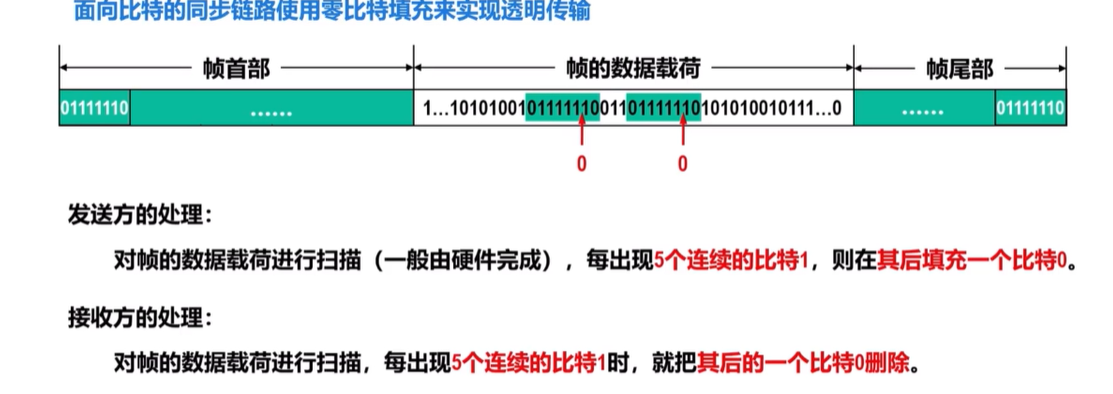 面向比特的同步链路使用零比特填充来实现透明传输
帧首部 帧的数据载荷 帧尾部
01111110 …… 1…10101001011111100110111111010101001 0111…0 …… 01111110
0 0
发送方的处理：
对帧的数据载荷进行扫描（一般由硬件完成），每出现5个连续的比特1，则在其后填充一个比特0。
接收方的处理：
对帧的数据载荷进行扫描，每出现5个连续的比特1时，就把其后的一个比特0删除。